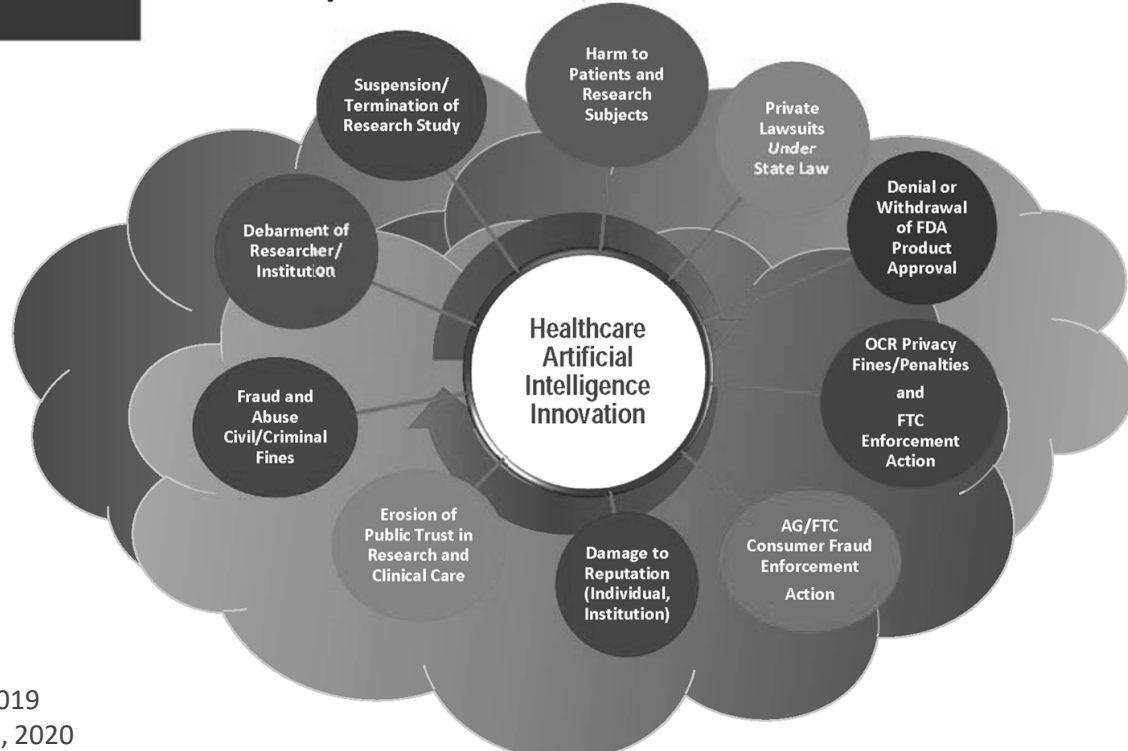 Suspension/
Termination of
Research Study
Harm to
Patients and
Research
Subjects
Private
Lawsuits
Under
State Law
Denial or
Withdrawal
of FDA
Product
Approval
Debarment of
Researcher/
Institution
Healthcare
Artificial
Intelligence
Innovation
OCR Privacy
Fines/Penalties
and
FTC
Enforcement
Action
Fraud and
Abuse
Civil/Criminal
Fines
Erosion of
Public Trust in
Research and
Clinical Care
Damage to
Reputation
(Individual,
Institution)
AG/FTC
Consumer Fraud
Enforcement
Action
019
, 2020